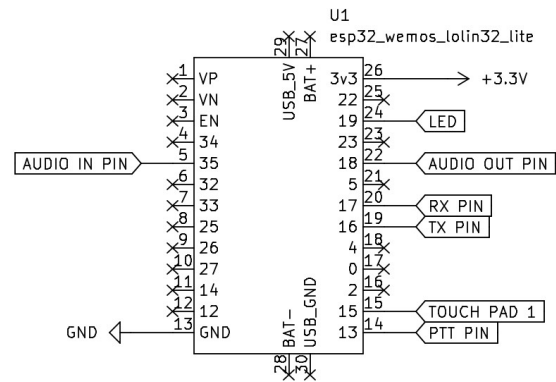 U1
esp32_wemos_lolin32_lite
29 27
USB_5V BAT+
1 VP 3v3 26 +3.3V
2 VN 22 25
3 EN 19 24 LED
4 34 23 23
AUDIO IN PIN 5 35 18 22 AUDIO OUT PIN
6 32 5 21
7 33 17 20 RX PIN
8 25 16 19 TX PIN
9 26 4 18
10 27 0 17
11 14 2 16
12 12 15 15 TOUCH PAD 1
GND 13 GND 13 14 PTT PIN
BAT- USB_GND
28 30